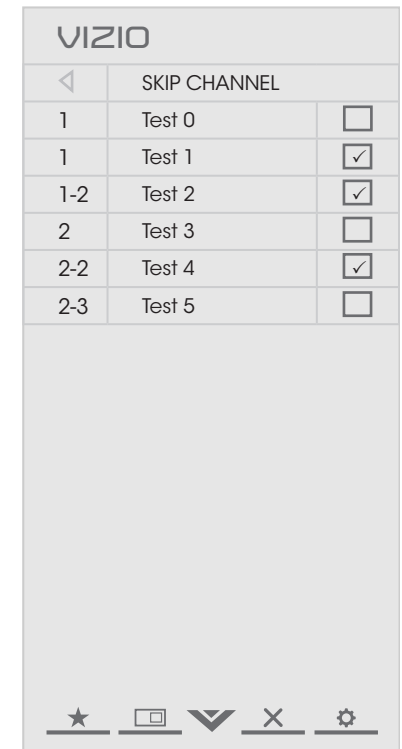 VIZIO
SKIP CHANNEL
1 Test 0
1 Test 1
1-2 Test 2
2 Test 3
2-2 Test 4
2-3 Test 5